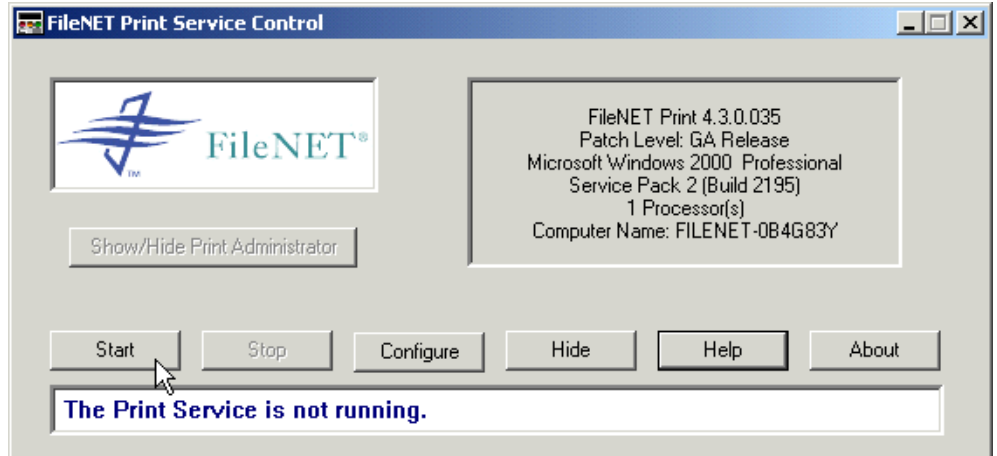 FileNET Print Service Control
FileNET®
TM
FileNET Print 4.3.0.035
Patch Level: GA Release
Microsoft Windows 2000 Professional
Service Pack 2 (Build 2195)
1 Processor(s)
Computer Name: FILENET-0B4G83Y
Show/Hide Print Administrator
Start Stop Configure Hide Help About
The Print Service is not running.